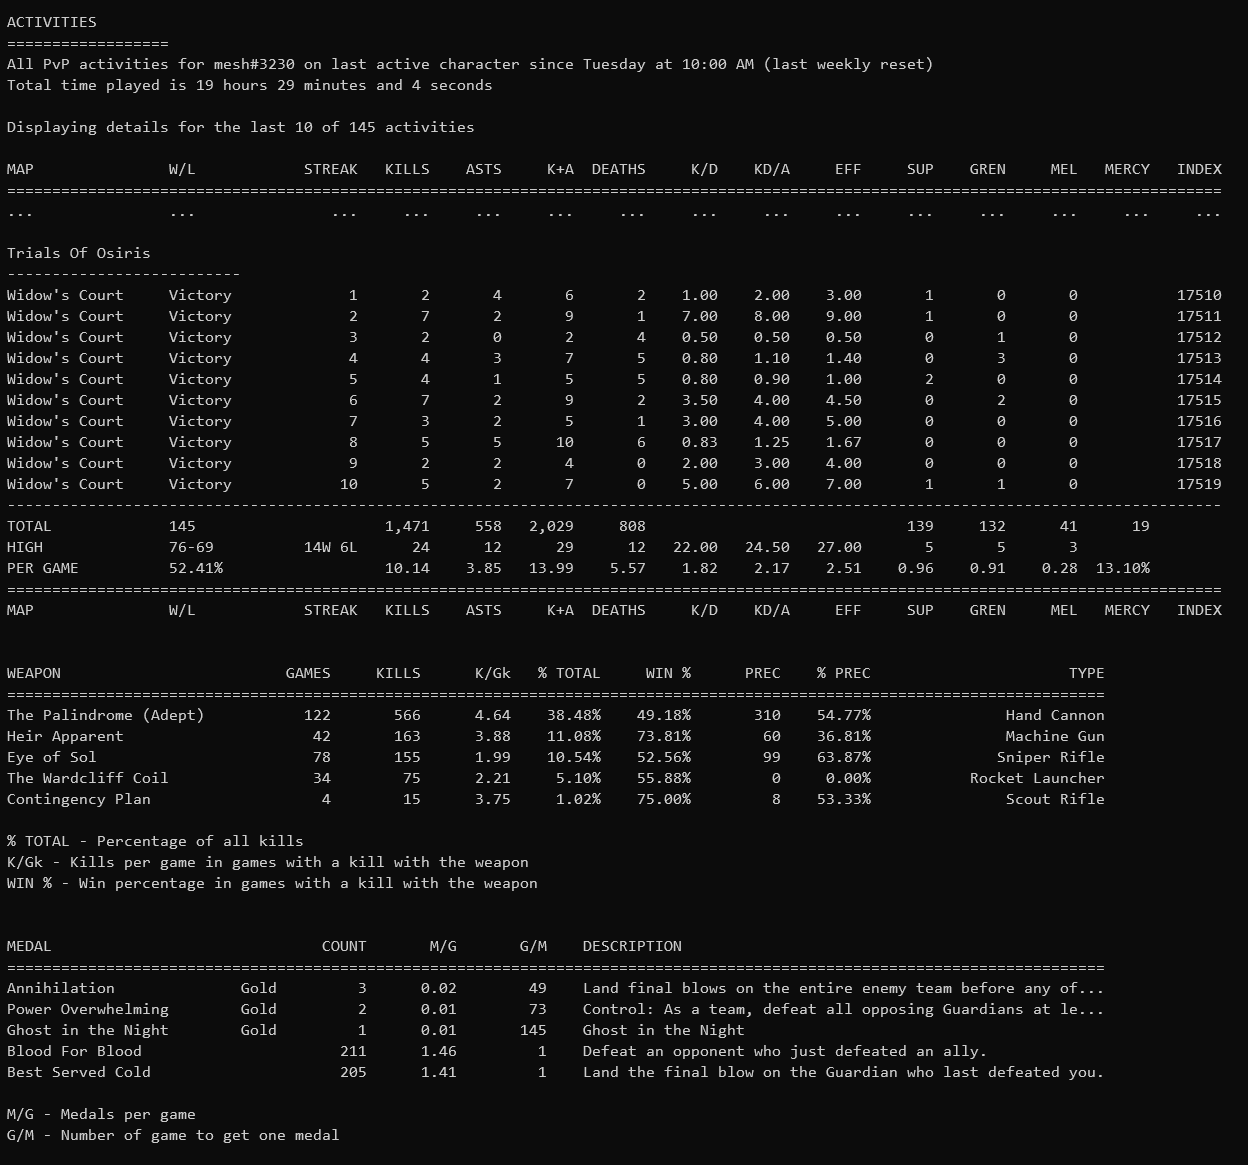 ACTIVITIES
==================
All PvP activities for mesh#3230 on last active character since Tuesday at 10:00 AM (last weekly reset)
Total time played is 19 hours 29 minutes and 4 seconds
Displaying details for the last 10 of 145 activities
MAP W/L STREAK KILLS ASTS K+A DEATHS K/D KD/A EFF SUP GREN MEL MERCY INDEX
=======================================================================================================================================
... ... ... ... ... ... ... ... ... ... ... ... ... ... ...
Trials Of Osiris
--------------------------
Widow's Court Victory 1 2 4 6 2 1.00 2.00 3.00 1 0 0 17510
Widow's Court Victory 2 7 2 9 1 7.00 8.00 9.00 1 0 0 17511
Widow's Court Victory 3 2 0 2 4 0.50 0.50 0.50 0 1 0 17512
Widow's Court Victory 4 4 3 7 5 0.80 1.10 1.40 0 3 0 17513
Widow's Court Victory 5 4 1 5 5 0.80 0.90 1.00 2 0 0 17514
Widow's Court Victory 6 7 2 9 2 3.50 4.00 4.50 0 2 0 17515
Widow's Court Victory 7 3 2 5 1 3.00 4.00 5.00 0 0 0 17516
Widow's Court Victory 8 5 5 10 6 0.83 1.25 1.67 0 0 0 17517
Widow's Court Victory 9 2 2 4 0 2.00 3.00 4.00 0 0 0 17518
Widow's Court Victory 10 5 2 7 0 5.00 6.00 7.00 1 1 0 17519
---------------------------------------------------------------------------------------------------------------------------------------
TOTAL 145 1,471 558 2,029 808 139 132 41 19
HIGH 76-69 14W 6L 24 12 29 12 22.00 24.50 27.00 5 5 3
PER GAME 52.41% 10.14 3.85 13.99 5.57 1.82 2.17 2.51 0.96 0.91 0.28 13.10%
=======================================================================================================================================
MAP W/L STREAK KILLS ASTS K+A DEATHS K/D KD/A EFF SUP GREN MEL MERCY INDEX
WEAPON GAMES KILLS K/Gk % TOTAL WIN % PREC % PREC TYPE
==========================================================================================================================
The Palindrome (Adept) 122 566 4.64 38.48% 49.18% 310 54.77% Hand Cannon
Heir Apparent 42 163 3.88 11.08% 73.81% 60 36.81% Machine Gun
Eye of Sol 78 155 1.99 10.54% 52.56% 99 63.87% Sniper Rifle
The Wardcliff Coil 34 75 2.21 5.10% 55.88% 0 0.00% Rocket Launcher
Contingency Plan 4 15 3.75 1.02% 75.00% 8 53.33% Scout Rifle
% TOTAL - Percentage of all kills
K/Gk - Kills per game in games with a kill with the weapon
WIN % - Win percentage in games with a kill with the weapon
MEDAL COUNT M/G G/M DESCRIPTION
==========================================================================================================================
Annihilation Gold 3 0.02 49 Land final blows on the entire enemy team before any of...
Power Overwhelming Gold 2 0.01 73 Control: As a team, defeat all opposing Guardians at le...
Ghost in the Night Gold 1 0.01 145 Ghost in the Night
Blood For Blood 211 1.46 1 Defeat an opponent who just defeated an ally.
Best Served Cold 205 1.41 1 Land the final blow on the Guardian who last defeated you.
M/G - Medals per game
G/M - Number of game to get one medal